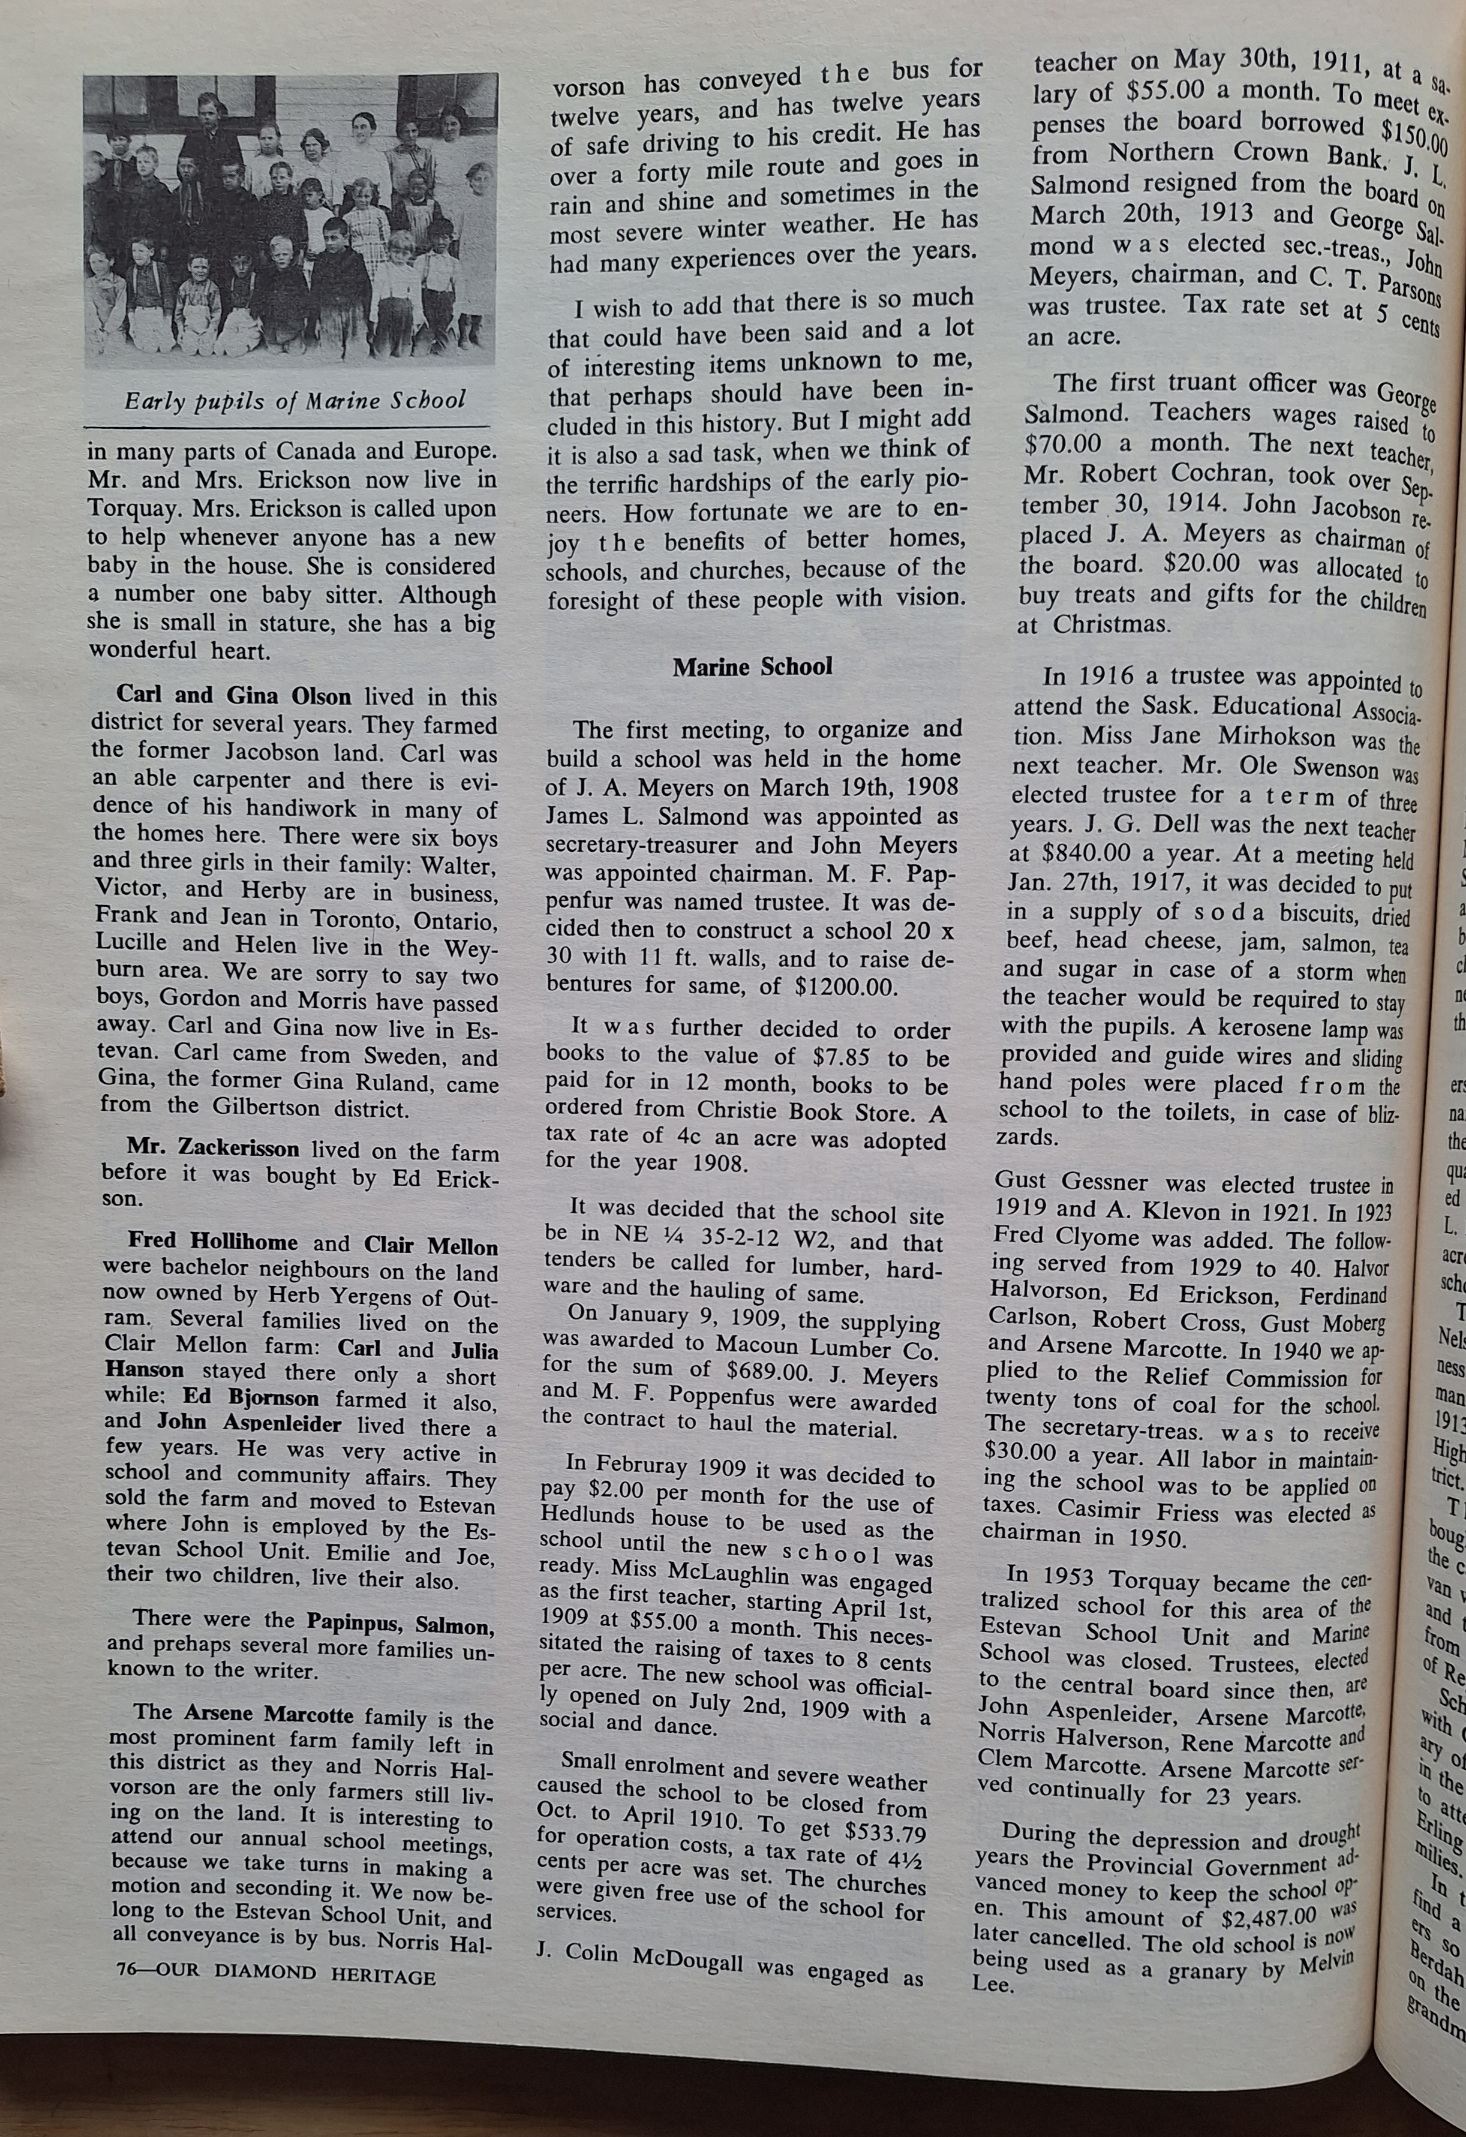 Early pupils of Marine School
in many parts of Canada and Europe.
Mr. and Mrs. Erickson now live in
Torquay. Mrs. Erickson is called upon
to help whenever anyone has a new
baby in the house. She is considered
a number one baby sitter. Although
she is small in stature, she has a big
wonderful heart.
Carl and Gina Olson lived in this
district for several years. They farmed
the former Jacobson land. Carl was
an able carpenter and there is evi-
dence of his handiwork in many of
the homes here. There were six boys
and three girls in their family: Walter,
Victor, and Herby are in business,
Frank and Jean in Toronto, Ontario,
Lucille and Helen live in the Wey-
burn area. We are sorry to say two
boys, Gordon and Morris have passed
away. Carl and Gina now live in Es-
tevan. Carl came from Sweden, and
Gina, the former Gina Ruland, came
from the Gilbertson district.
Mr. Zackerisson lived on the farm
before it was bought by Ed Erick-
son.
Fred Hollihome and Clair Mellon
were bachelor neighbours on the land
now owned by Herb Yergens of Out-
ram. Several families lived on the
Clair Mellon farm: Carl and Julia
Hanson stayed there only a short
while; Ed Bjornson farmed it also,
and John Aspenleider lived there a
few years. He was very active in
school and community affairs. They
sold the farm and moved to Estevan
where John is employed by the Es-
tevan School Unit. Emilie and Joe,
their two children, live their also.
There were the Papinpus, Salmon,
and prehaps several more families un-
known to the writer.
The Arsene Marcotte family is the
most prominent farm family left in
this district as they and Norris Hal-
vorson are the only farmers still liv-
ing on the land. It is interesting to
attend our annual school meetings,
because we take turns in making a
motion and seconding it. We now be-
long to the Estevan School Unit, and
all conveyance is by bus. Norris Hal-
76—OUR DIAMOND HERITAGE
vorson has conveyed the bus for
twelve years, and has twelve years
of safe driving to his credit. He has
over a forty mile route and goes in
rain and shine and sometimes in the
most severe winter weather. He has
had many experiences over the years.
I wish to add that there is so much
that could have been said and a lot
of interesting items unknown to me,
that perhaps should have been in-
cluded in this history. But I might add
it is also a sad task, when we think of
the terrific hardships of the early pio-
neers. How fortunate we are to en-
joy the benefits of better homes,
schools, and churches, because of the
foresight of these people with vision.
Marine School
The first meeting, to organize and
build a school was held in the home
of J. A. Meyers on March 19th, 1908
James L. Salmond was appointed as
secretary-treasurer and John Meyers
was appointed chairman. M. F. Pap-
penfur was named trustee. It was de-
cided then to construct a school 20 x
30 with 11 ft. walls, and to raise de-
bentures for same, of $1200.00.
It was further decided to order
books to the value of $7.85 to be
paid for in 12 month, books to be
ordered from Christie Book Store. A
tax rate of 4c an acre was adopted
for the year 1908.
It was decided that the school site
be in NE ¼ 35-2-12 W2, and that
tenders be called for lumber, hard-
ware and the hauling of same.
On January 9, 1909, the supplying
was awarded to Macoun Lumber Co.
for the sum of $689.00. J. Meyers
and M. F. Poppenfus were awarded
the contract to haul the material.
In Februray 1909 it was decided to
pay $2.00 per month for the use of
Hedlunds house to be used as the
school until the new school was
ready. Miss McLaughlin was engaged
as the first teacher, starting April 1st,
1909 at $55.00 a month. This neces-
sitated the raising of taxes to 8 cents
per acre. The new school was official-
ly opened on July 2nd, 1909 with a
social and dance.
Small enrolment and severe weather
caused the school to be closed from
Oct. to April 1910. To get $533.79
for operation costs, a tax rate of 4½
cents per acre was set. The churches
were given free use of the school for
services.
J. Colin McDougall was engaged as
teacher on May 30th, 1911, at a sa-
lary of $55.00 a month. To meet ex-
penses the board borrowed $150.00
from Northern Crown Bank. J. L.
Salmond resigned from the board on
March 20th, 1913 and George Sal-
mond was elected sec.-treas., John
Meyers, chairman, and C. T. Parsons
was trustee. Tax rate set at 5 cents
an acre.
The first truant officer was George
Salmond. Teachers wages raised to
$70.00 a month. The next teacher,
Mr. Robert Cochran, took over Sep-
tember 30, 1914. John Jacobson re-
placed J. A. Meyers as chairman of
the board. $20.00 was allocated to
buy treats and gifts for the children
at Christmas.
In 1916 a trustee was appointed to
attend the Sask. Educational Associa-
tion. Miss Jane Mirhokson was the
next teacher. Mr. Ole Swenson was
elected trustee for a term of three
years. J. G. Dell was the next teacher
at $840.00 a year. At a meeting held
Jan. 27th, 1917, it was decided to put
in a supply of soda biscuits, dried
beef, head cheese, jam, salmon, tea
and sugar in case of a storm when
the teacher would be required to stay
with the pupils. A kerosene lamp was
provided and guide wires and sliding
hand poles were placed from the
school to the toilets, in case of bliz-
zards.
Gust Gessner was elected trustee in
1919 and A. Klevon in 1921. In 1923
Fred Clyome was added. The follow-
ing served from 1929 to 40. Halvor
Halvorson, Ed Erickson, Ferdinand
Carlson, Robert Cross, Gust Moberg
and Arsene Marcotte. In 1940 we ap-
plied to the Relief Commission for
twenty tons of coal for the school.
The secretary-treas. was to receive
$30.00 a year. All labor in maintain-
ing the school was to be applied on
taxes. Casimir Friess was elected as
chairman in 1950.
In 1953 Torquay became the cen-
tralized school for this area of the
Estevan School Unit and Marine
School was closed. Trustees, elected
to the central board since then, are
John Aspenleider, Arsene Marcotte,
Norris Halverson, Rene Marcotte and
Clem Marcotte. Arsene Marcotte ser-
ved continually for 23 years.
During the depression and drought
years the Provincial Government ad-
vanced money to keep the school op-
en. This amount of $2,487.00 was
later cancelled. The old school is now
being used as a granary by Melvin
Lee.